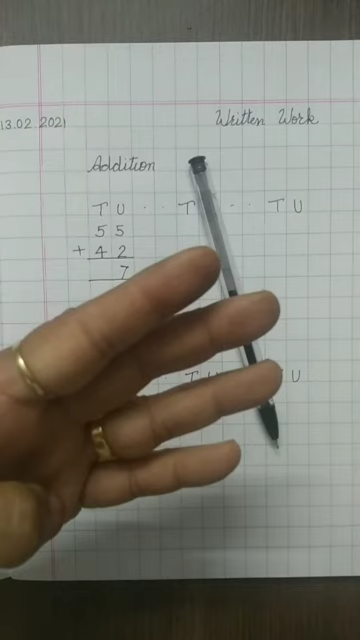 13.02.2021
Written Work
Addition
T U . . T . . T U
5 5
+ 4 2
7
T U U